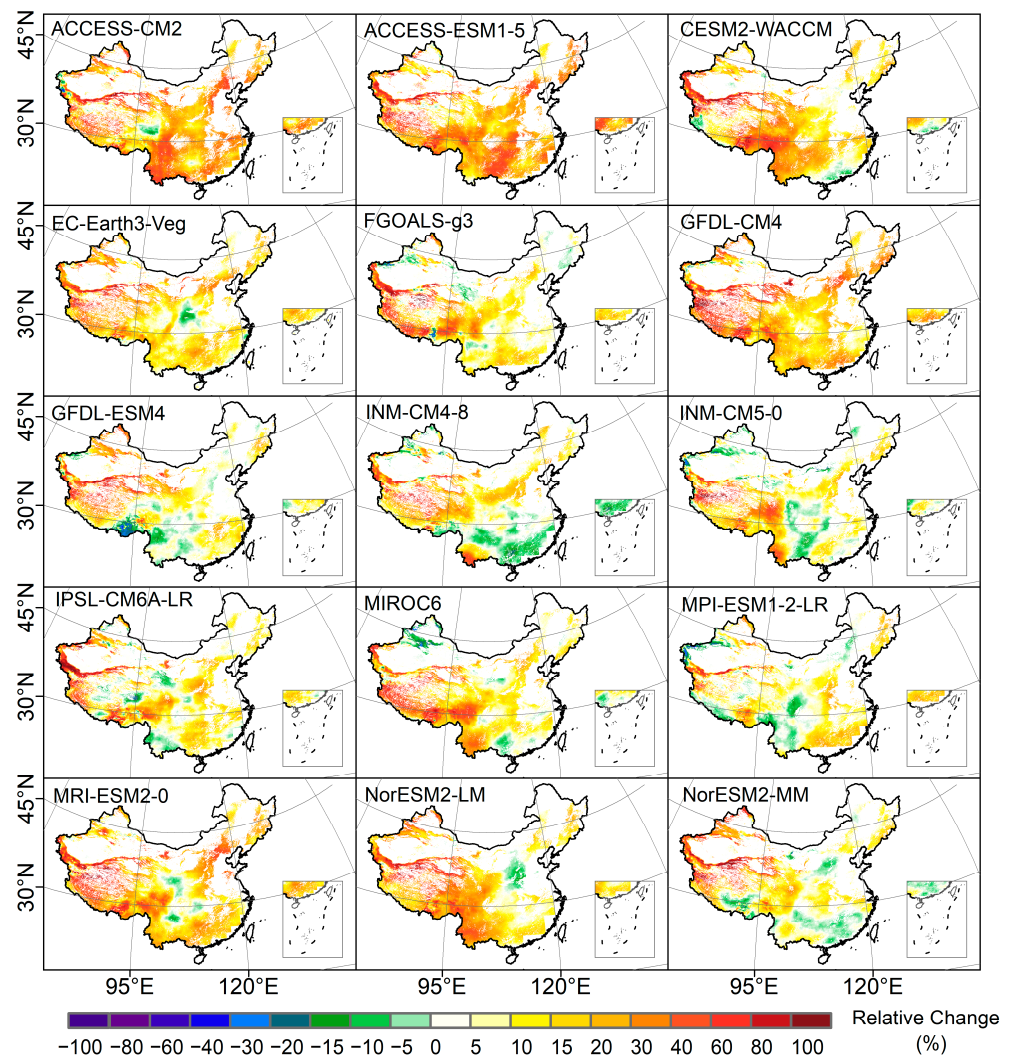 ACCESS-CM2
ACCESS-ESM1-5
CESM2-WACCM
45°N
30°N
EC-Earth3-Veg
FGOALS-g3
GFDL-CM4
45°N
30°N
GFDL-ESM4
INM-CM4-8
INM-CM5-0
45°N
30°N
IPSL-CM6A-LR
MIROC6
MPI-ESM1-2-LR
45°N
30°N
MRI-ESM2-0
NorESM2-LM
NorESM2-MM
45°N
30°N
95°E 120°E 95°E 120°E 95°E 120°E
Relative Change
(%)
−100 −80 −60 −40 −30 −20 −15 −10 −5 0 5 10 15 20 30 40 60 80 100